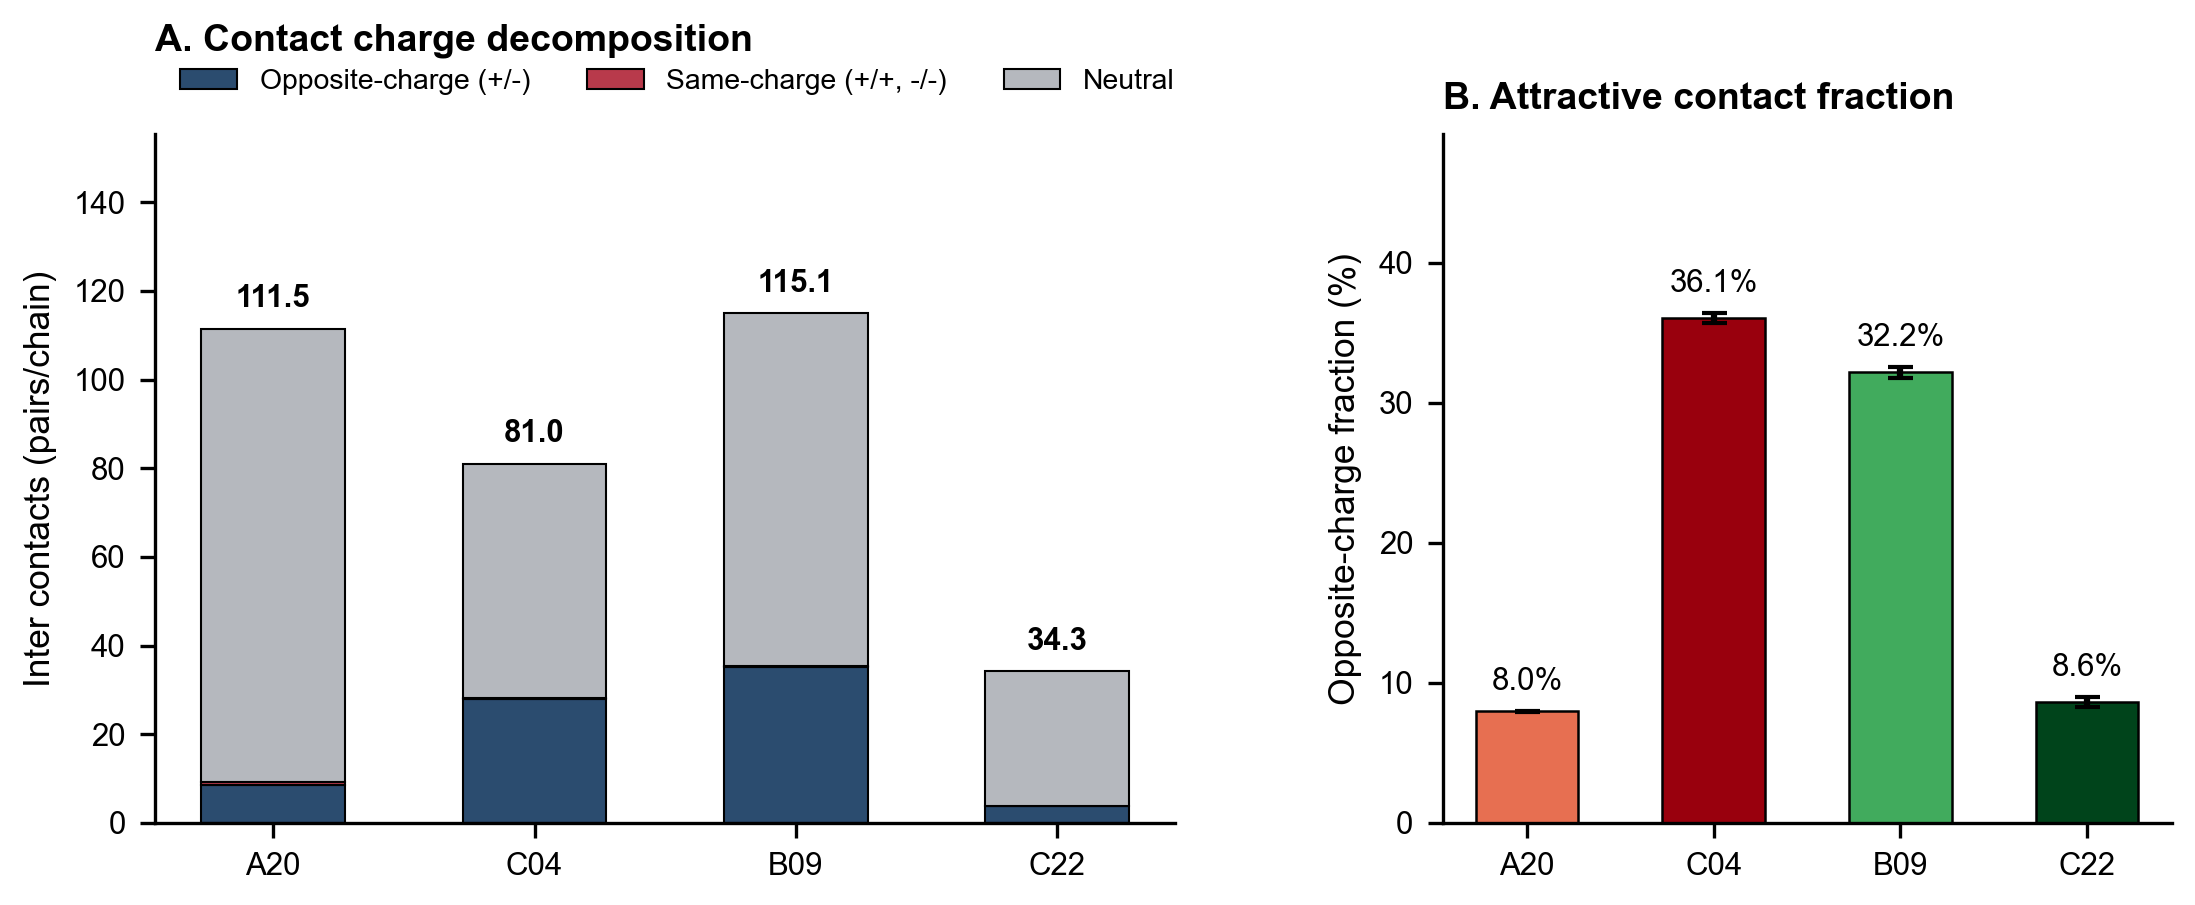 A. Contact charge decomposition
Opposite-charge (+/-)
Same-charge (+/+, -/-)
Neutral
Inter contacts (pairs/chain)
140
120
100
80
60
40
20
0
111.5
81.0
115.1
34.3
A20
C04
B09
C22
B. Attractive contact fraction
Opposite-charge fraction (%)
40
30
20
10
0
8.0%
36.1%
32.2%
8.6%
A20
C04
B09
C22